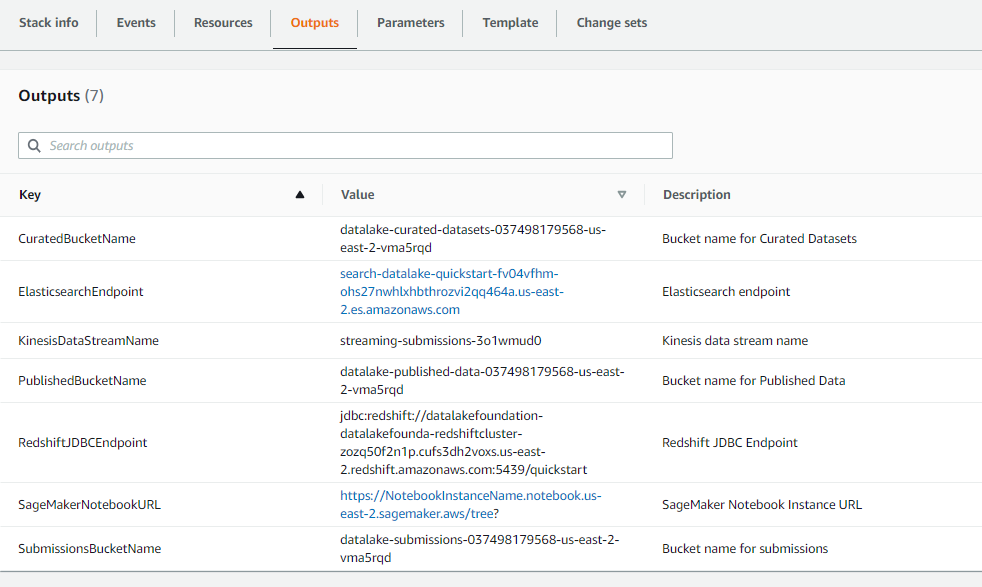 Stack info Events Resources Outputs Parameters Template Change sets
Outputs (7)
Search outputs
Key Value Description
CuratedBucketName
datalake-curated-datasets-037498179568-us-
east-2-vma5rqd
Bucket name for Curated Datasets
ElasticsearchEndpoint
search-datalake-quickstart-fv04vfhm-
ohs27nwhlxhbthrozvi2qq464a.us-east-
2.es.amazonaws.com
Elasticsearch endpoint
KinesisDataStreamName
streaming-submissions-3o1wmud0
Kinesis data stream name
PublishedBucketName
datalake-published-data-037498179568-us-east-
2-vma5rqd
Bucket name for Published Data
RedshiftJDBCEndpoint
jdbc:redshift://datalakefoundation-
datalakefounda-redshiftcluster-
zozq50f2n1p.cufs3dh2voxs.us-east-
2.redshift.amazonaws.com:5439/quickstart
Redshift JDBC Endpoint
SageMakerNotebookURL
https://NotebookInstanceName.notebook.us-
east-2.sagemaker.aws/tree?
SageMaker Notebook Instance URL
SubmissionsBucketName
datalake-submissions-037498179568-us-east-2-
vma5rqd
Bucket name for submissions